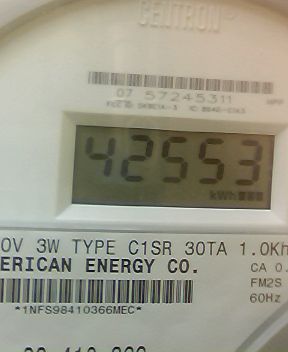 CENTRON
07 57245311
42553
kWh
0V 3W TYPE C1SR 30TA 1.0Kh
ERICAN ENERGY CO.
CA 0.
FM2S
60Hz
*1NFS98410366MEC*